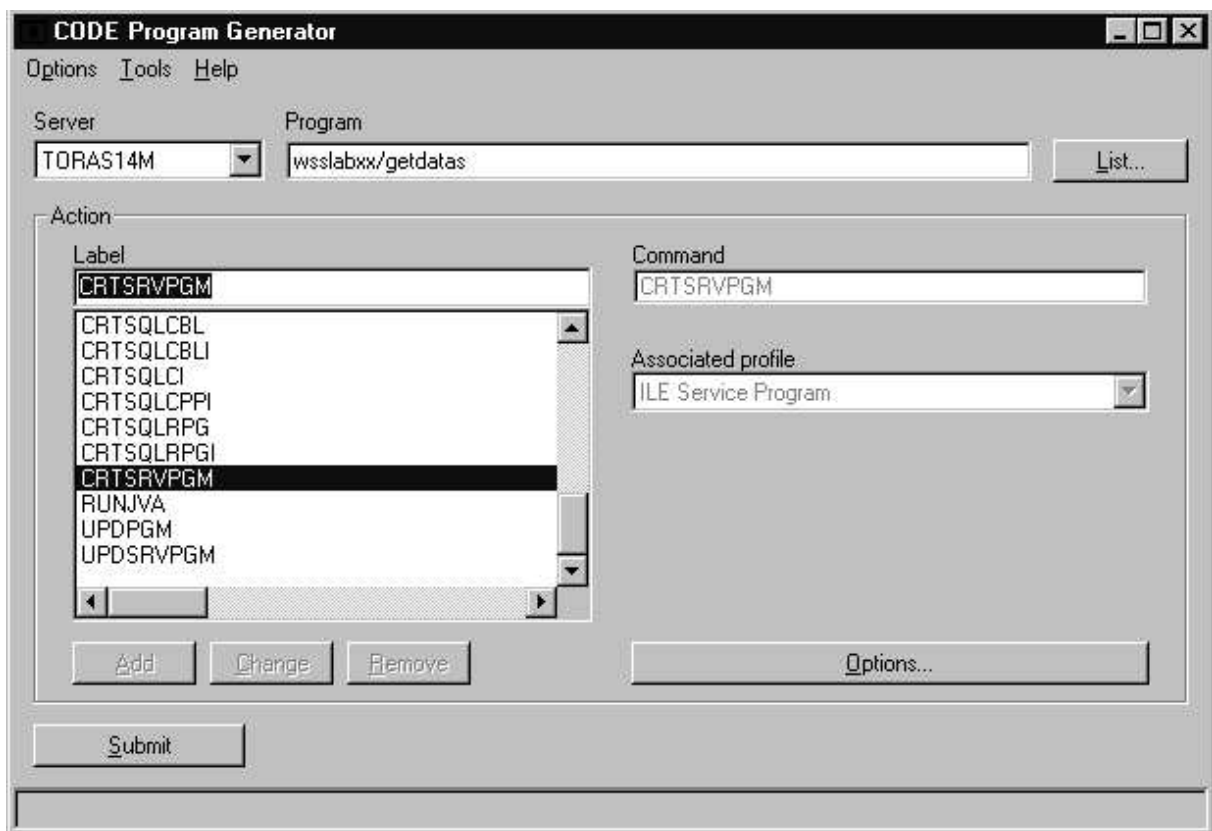 CODE Program Generator
Options Tools Help
Server Program
TORAS14M wsslabxx/getdatas List...
Action
Label Command
CRTSRVPGM CRTSRVPGM
CRTSQLCBL
CRTSQLCBLI
Associated profile
CRTSQLCI
ILE Service Program
CRTSQLCPPI
CRTSQLRPG
CRTSQLRPGI
CRTSRVPGM
RUNJVA
UPDPGM
UPDSRVPGM
Add Change Remove Options...
Submit